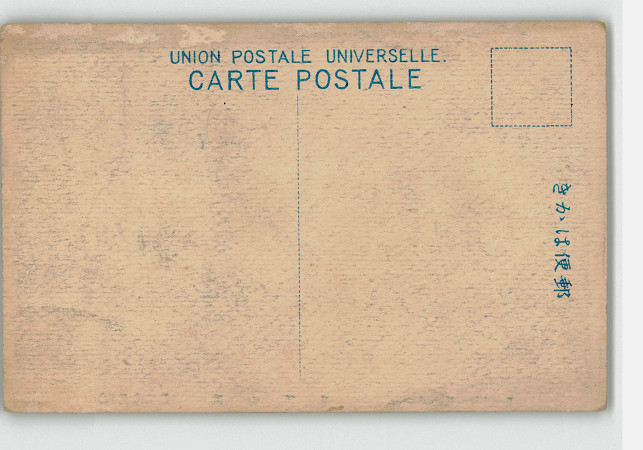 UNION POSTALE UNIVERSELLE.
CARTE POSTALE
郵便はかき